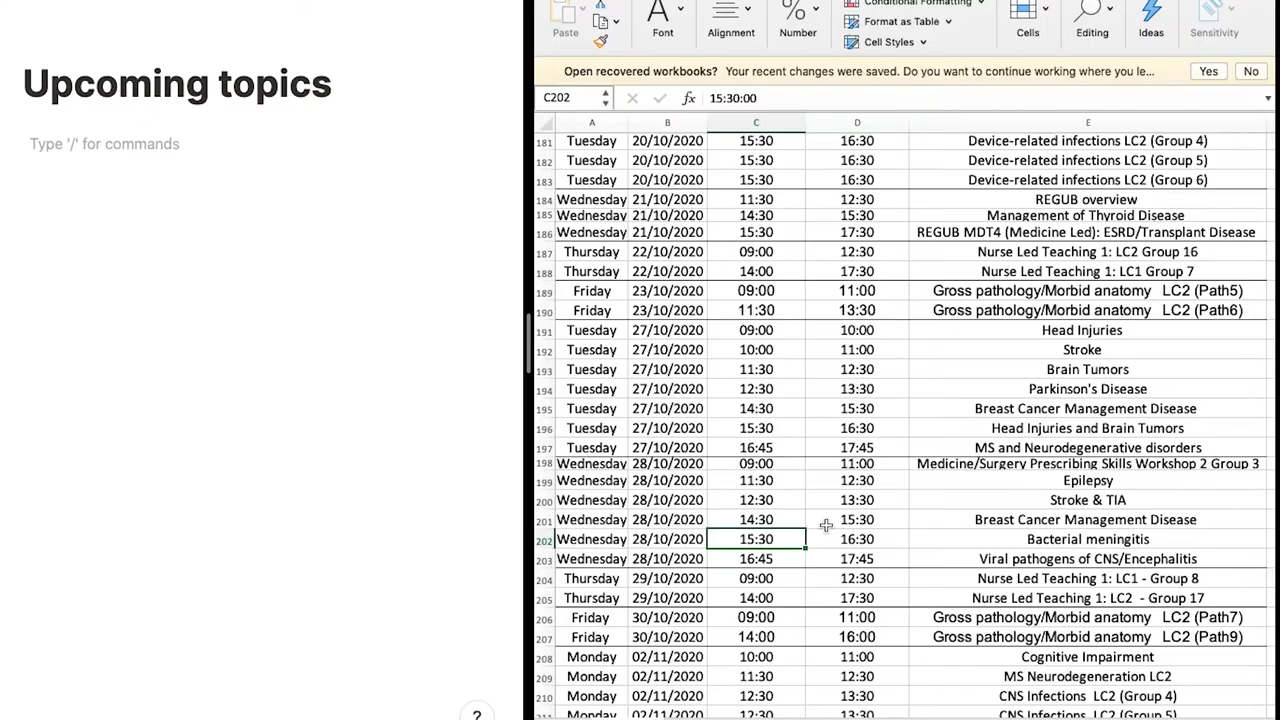 Upcoming topics
Type '/' for commands
?
Paste
Font
Alignment
Number
Conditional Formatting
Format as Table
Cell Styles
Cells
Editing
Ideas
Sensitivity
Open recovered workbooks? Your recent changes were saved. Do you want to continue working where you le... Yes No
C202 fx 15:30:00
A B C D E
181 Tuesday 20/10/2020 15:30 16:30 Device-related infections LC2 (Group 4)
182 Tuesday 20/10/2020 15:30 16:30 Device-related infections LC2 (Group 5)
183 Tuesday 20/10/2020 15:30 16:30 Device-related infections LC2 (Group 6)
184 Wednesday 21/10/2020 11:30 12:30 REGUB overview
185 Wednesday 21/10/2020 14:30 15:30 Management of Thyroid Disease
186 Wednesday 21/10/2020 15:30 17:30 REGUB MDT4 (Medicine Led): ESRD/Transplant Disease
187 Thursday 22/10/2020 09:00 12:30 Nurse Led Teaching 1: LC2 Group 16
188 Thursday 22/10/2020 14:00 17:30 Nurse Led Teaching 1: LC1 Group 7
189 Friday 23/10/2020 09:00 11:00 Gross pathology/Morbid anatomy LC2 (Path5)
190 Friday 23/10/2020 11:30 13:30 Gross pathology/Morbid anatomy LC2 (Path6)
191 Tuesday 27/10/2020 09:00 10:00 Head Injuries
192 Tuesday 27/10/2020 10:00 11:00 Stroke
193 Tuesday 27/10/2020 11:30 12:30 Brain Tumors
194 Tuesday 27/10/2020 12:30 13:30 Parkinson's Disease
195 Tuesday 27/10/2020 14:30 15:30 Breast Cancer Management Disease
196 Tuesday 27/10/2020 15:30 16:30 Head Injuries and Brain Tumors
197 Tuesday 27/10/2020 16:45 17:45 MS and Neurodegenerative disorders
198 Wednesday 28/10/2020 09:00 11:00 Medicine/Surgery Prescribing Skills Workshop 2 Group 3
199 Wednesday 28/10/2020 11:30 12:30 Epilepsy
200 Wednesday 28/10/2020 12:30 13:30 Stroke & TIA
201 Wednesday 28/10/2020 14:30 15:30 Breast Cancer Management Disease
202 Wednesday 28/10/2020 15:30 16:30 Bacterial meningitis
203 Wednesday 28/10/2020 16:45 17:45 Viral pathogens of CNS/Encephalitis
204 Thursday 29/10/2020 09:00 12:30 Nurse Led Teaching 1: LC1 - Group 8
205 Thursday 29/10/2020 14:00 17:30 Nurse Led Teaching 1: LC2 - Group 17
206 Friday 30/10/2020 09:00 11:00 Gross pathology/Morbid anatomy LC2 (Path7)
207 Friday 30/10/2020 14:00 16:00 Gross pathology/Morbid anatomy LC2 (Path9)
208 Monday 02/11/2020 10:00 11:00 Cognitive Impairment
209 Monday 02/11/2020 11:30 12:30 MS Neurodegeneration LC2
210 Monday 02/11/2020 12:30 13:30 CNS Infections LC2 (Group 4)
211 Monday 02/11/2020 12:30 13:30 CNS Infections LC2 (Group 5)